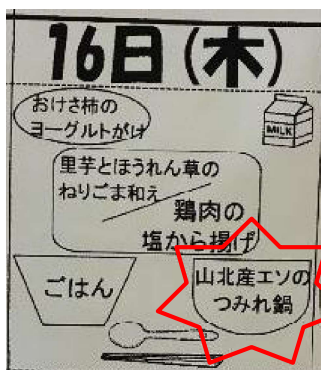 16日(木)
おけさ柿の
ヨーグルトがけ
MILK
里芋とほうれん草の
ねりごま和え
鶏肉の
塩から揚げ
ごはん
山北産エソの
つみれ鍋